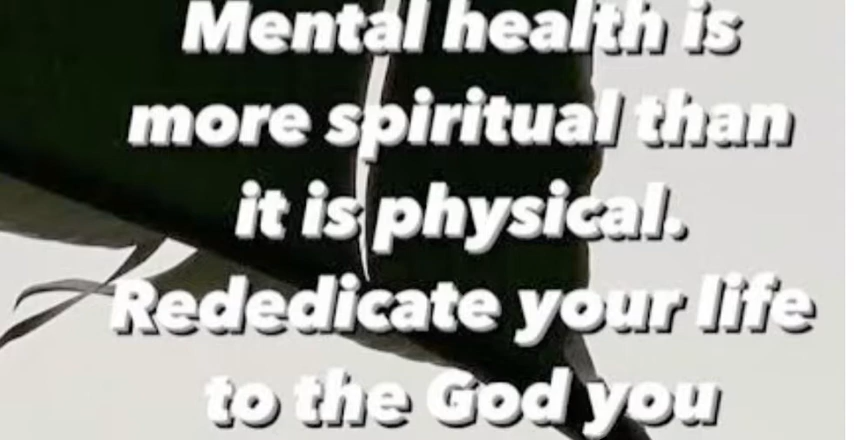 Mental health is
more spiritual than
it is physical.
Rededicate your life
to the God you